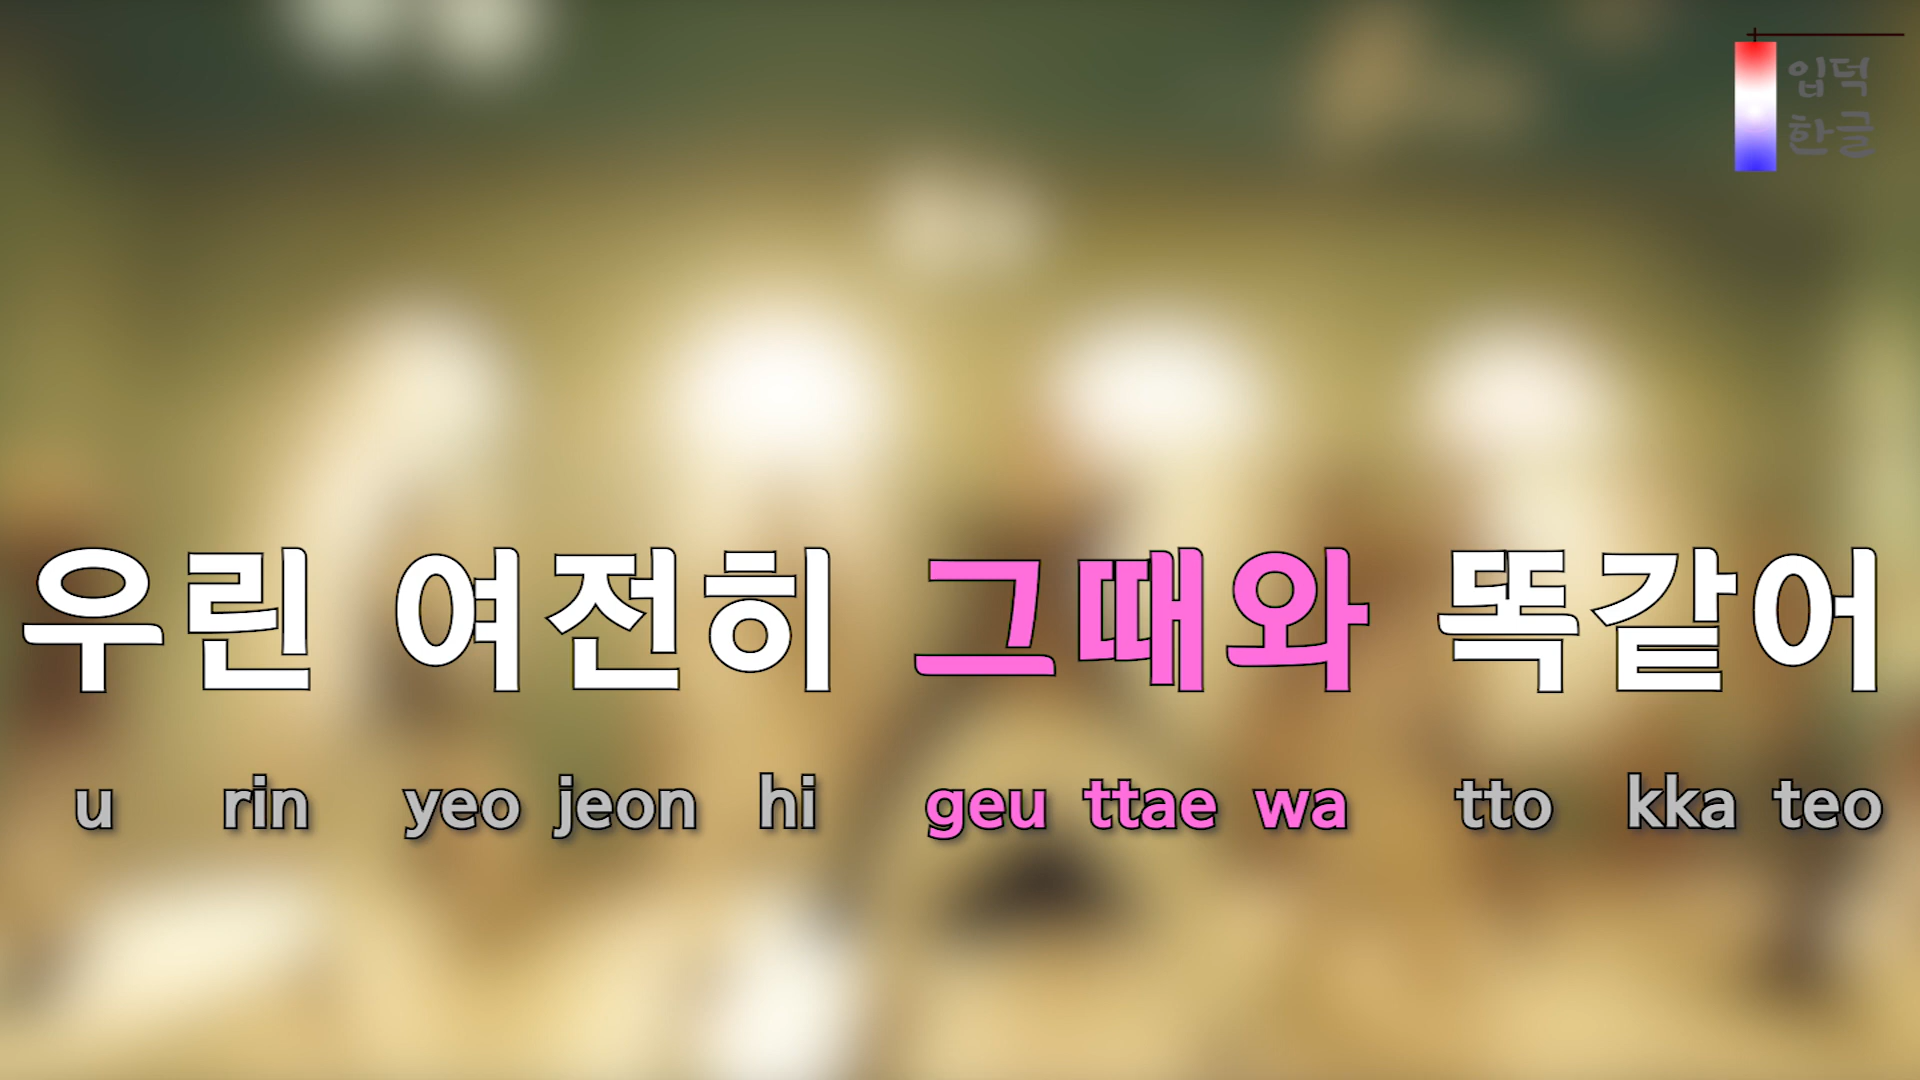 입덕
한글
우린 여전히 그때와 똑같어
u rin yeo jeon hi geu ttae wa tto kka teo